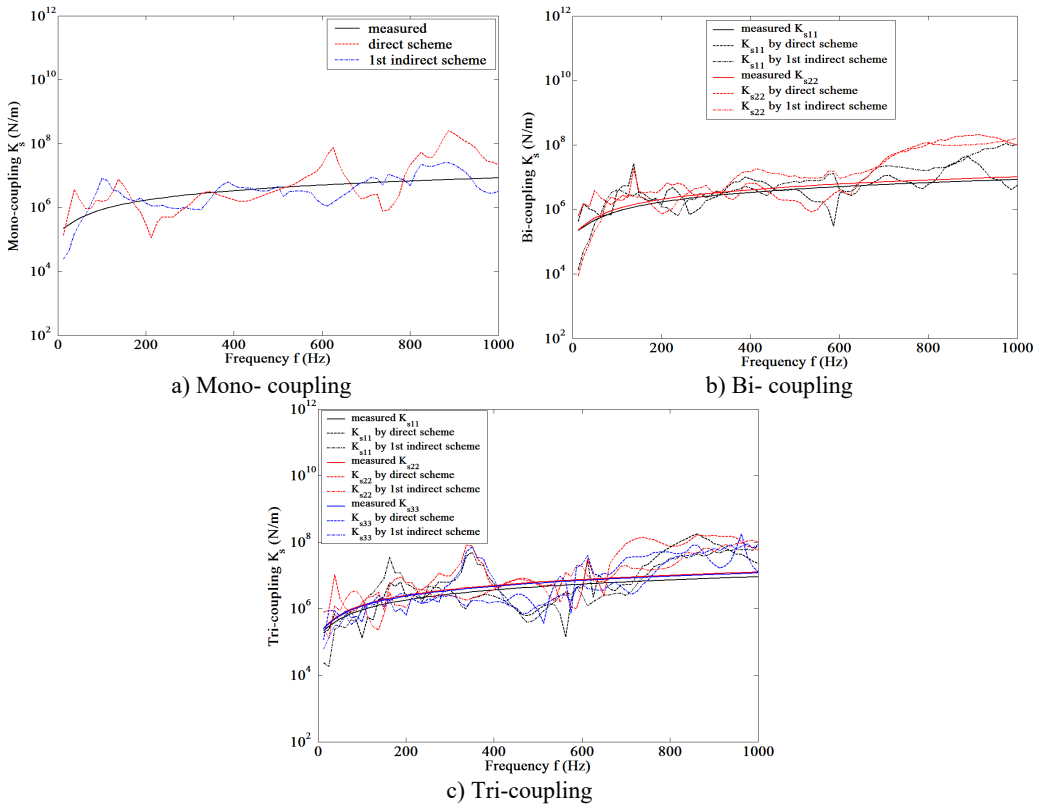 10^12
10^10
10^8
10^6
10^4
10^2
Mono-coupling K_s (N/m)
measured
direct scheme
1st indirect scheme
0 200 400 600 800 1000
Frequency f (Hz)
a) Mono- coupling
10^12
10^10
10^8
10^6
10^4
10^2
Bi-coupling K_s (N/m)
measured K_s11
K_s11 by direct scheme
K_s11 by 1st indirect scheme
measured K_s22
K_s22 by direct scheme
K_s22 by 1st indirect scheme
0 200 400 600 800 1000
Frequency f (Hz)
b) Bi- coupling
10^12
10^10
10^8
10^6
10^4
10^2
Tri-coupling K_s (N/m)
measured K_s11
K_s11 by direct scheme
K_s11 by 1st indirect scheme
measured K_s22
K_s22 by direct scheme
K_s22 by 1st indirect scheme
measured K_s33
K_s33 by direct scheme
K_s33 by 1st indirect scheme
0 200 400 600 800 1000
Frequency f (Hz)
c) Tri-coupling